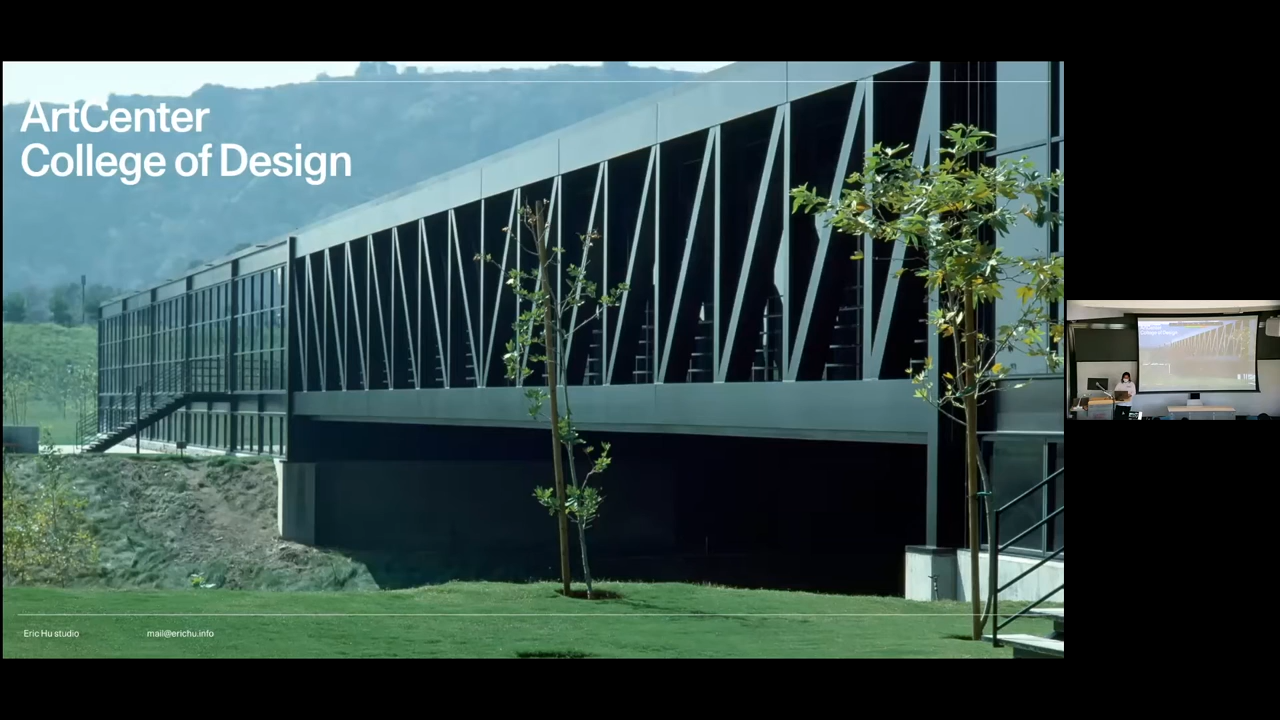 ArtCenter
College of Design
Eric Hu studio
mail@erichu.info